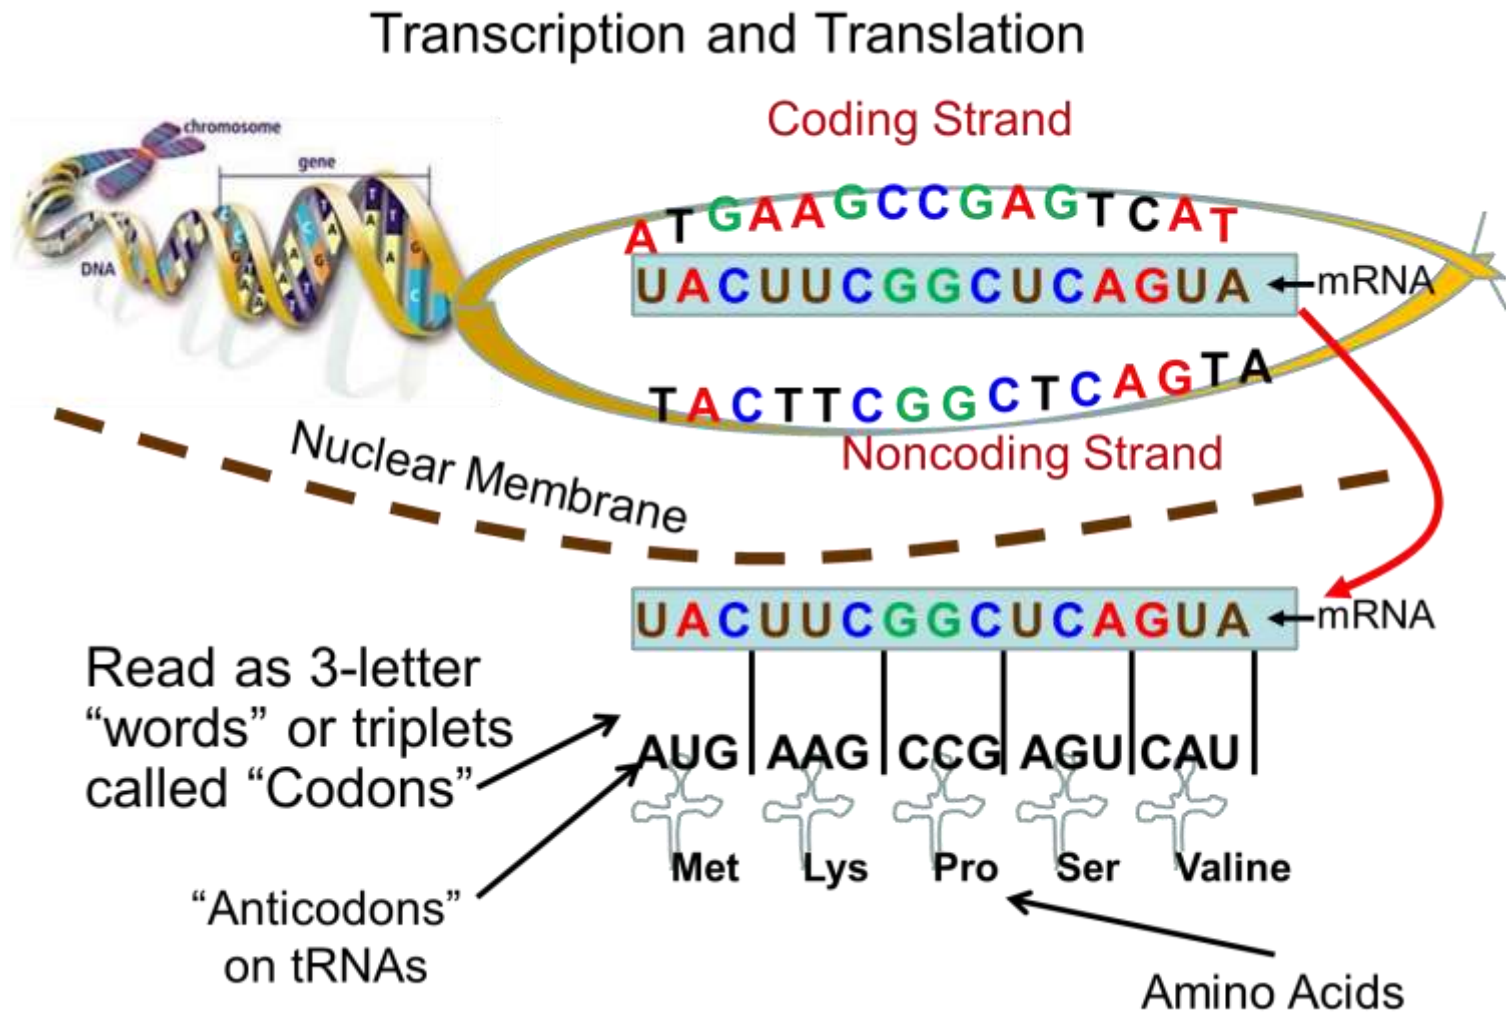 Transcription and Translation
chromosome
gene
DNA
Coding Strand
ATGAAGCCGAGTCAT
UACUUCGGCUCAGUA
mRNA
TACTTCGGCTCAGTA
Noncoding Strand
Nuclear Membrane
UACUUCGGCUCAGUA
mRNA
Read as 3-letter
“words” or triplets
called “Codons”
AUG AAG CCG AGU CAU
Met Lys Pro Ser Valine
“Anticodons”
on tRNAs
Amino Acids